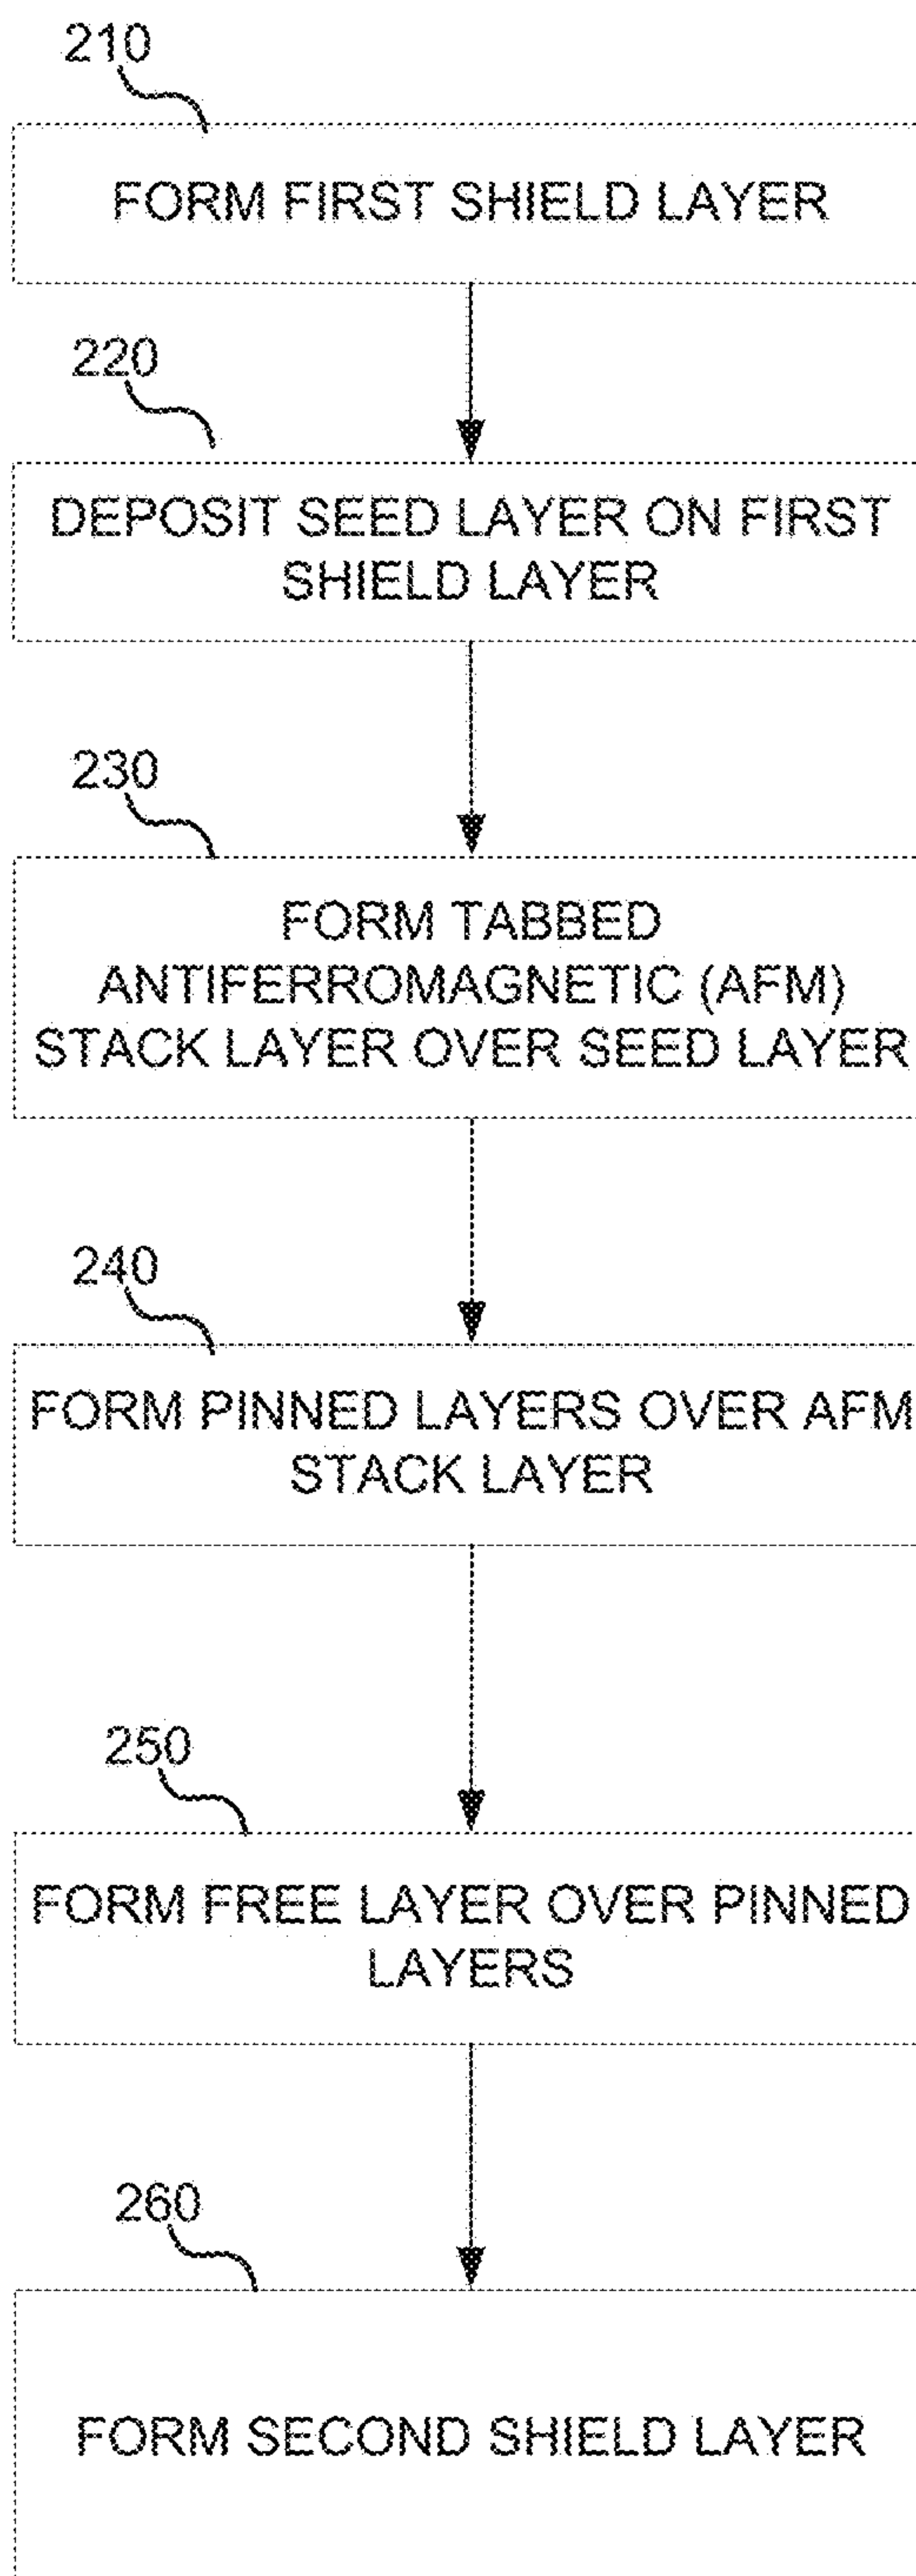 210
FORM FIRST SHIELD LAYER
220
DEPOSIT SEED LAYER ON FIRST
SHIELD LAYER
230
FORM TABBED
ANTIFERROMAGNETIC (AFM)
STACK LAYER OVER SEED LAYER
240
FORM PINNED LAYERS OVER AFM
STACK LAYER
250
FORM FREE LAYER OVER PINNED
LAYERS
260
FORM SECOND SHIELD LAYER